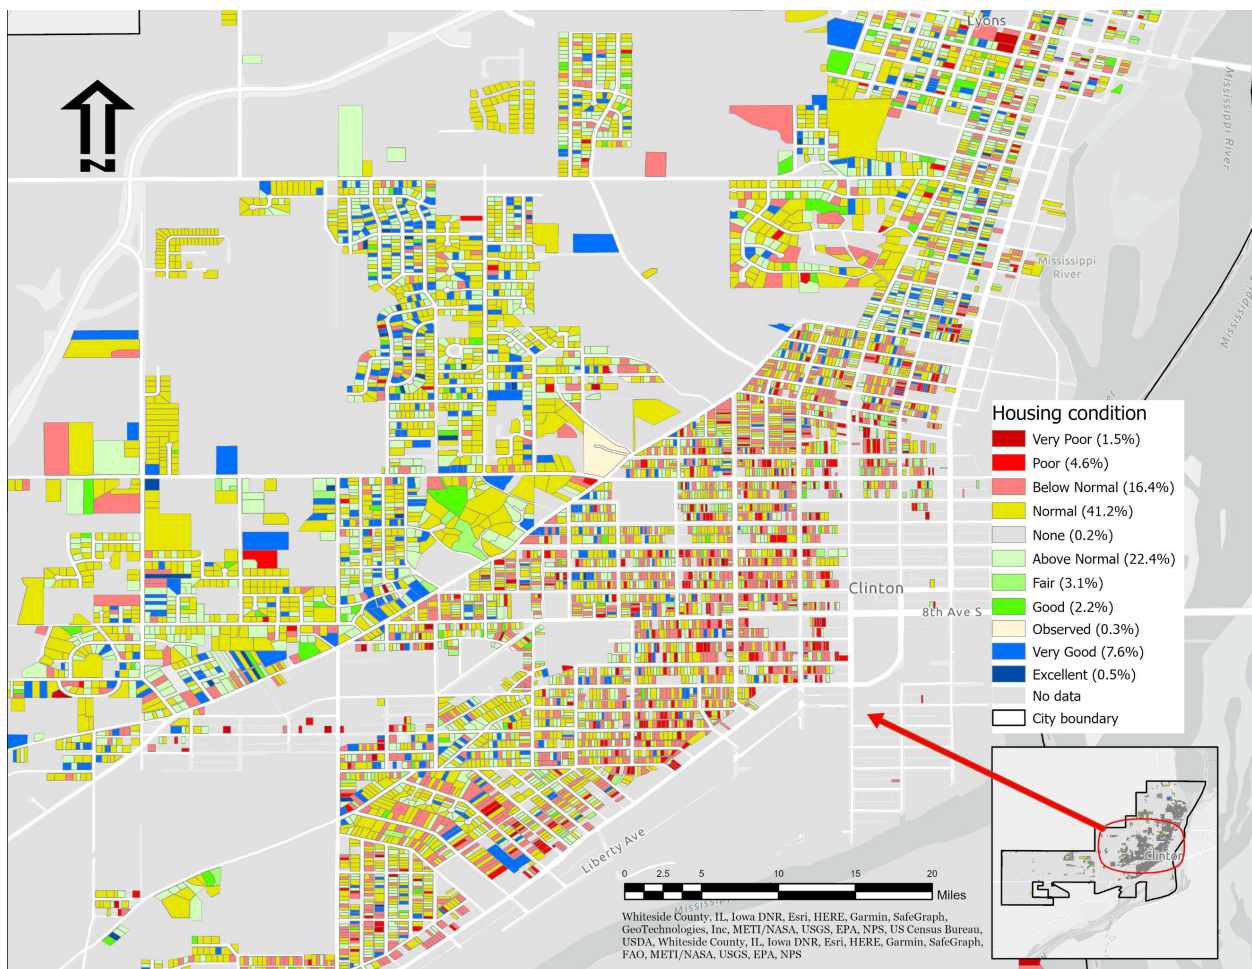 Lyons
Mississippi River
Mississippi
River
Mississippi
N
Housing condition
Very Poor (1.5%)
Poor (4.6%)
Below Normal (16.4%)
Normal (41.2%)
None (0.2%)
Above Normal (22.4%)
Fair (3.1%)
Good (2.2%)
Observed (0.3%)
Very Good (7.6%)
Excellent (0.5%)
No data
City boundary
Clinton
8th Ave S
Liberty Ave
Clinton
0 2.5 5 10 15 20
Miles
Whiteside County, IL, Iowa DNR, Esri, HERE, Garmin, SafeGraph,
GeoTechnologies, Inc, METI/NASA, USGS, EPA, NPS, US Census Bureau,
USDA, Whiteside County, IL, Iowa DNR, Esri, HERE, Garmin, SafeGraph,
FAO, METI/NASA, USGS, EPA, NPS